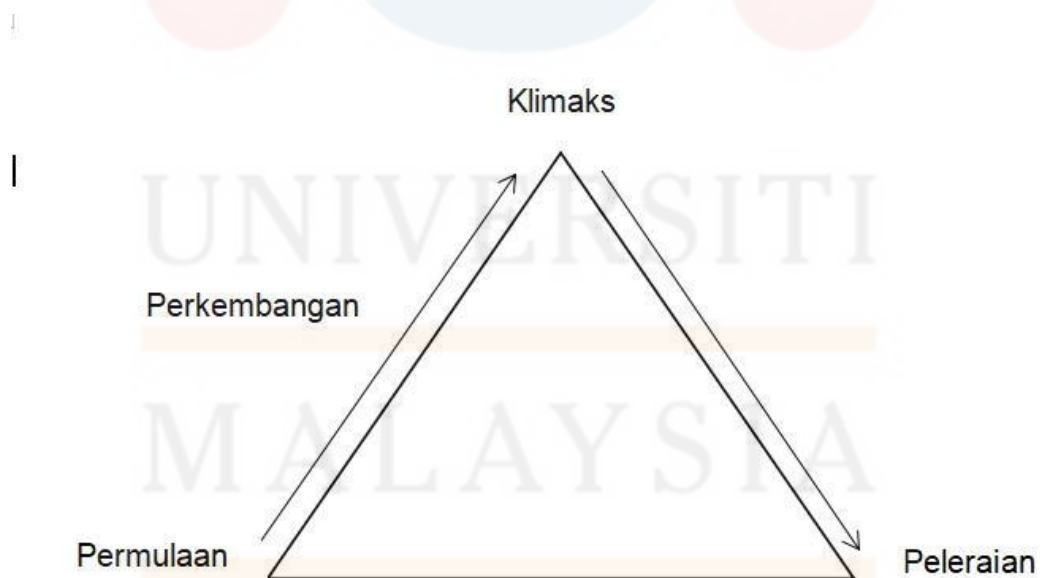 Klimaks
UNIVERSITI
Perkembangan
MALAYSIA
Permulaan
Peleraian